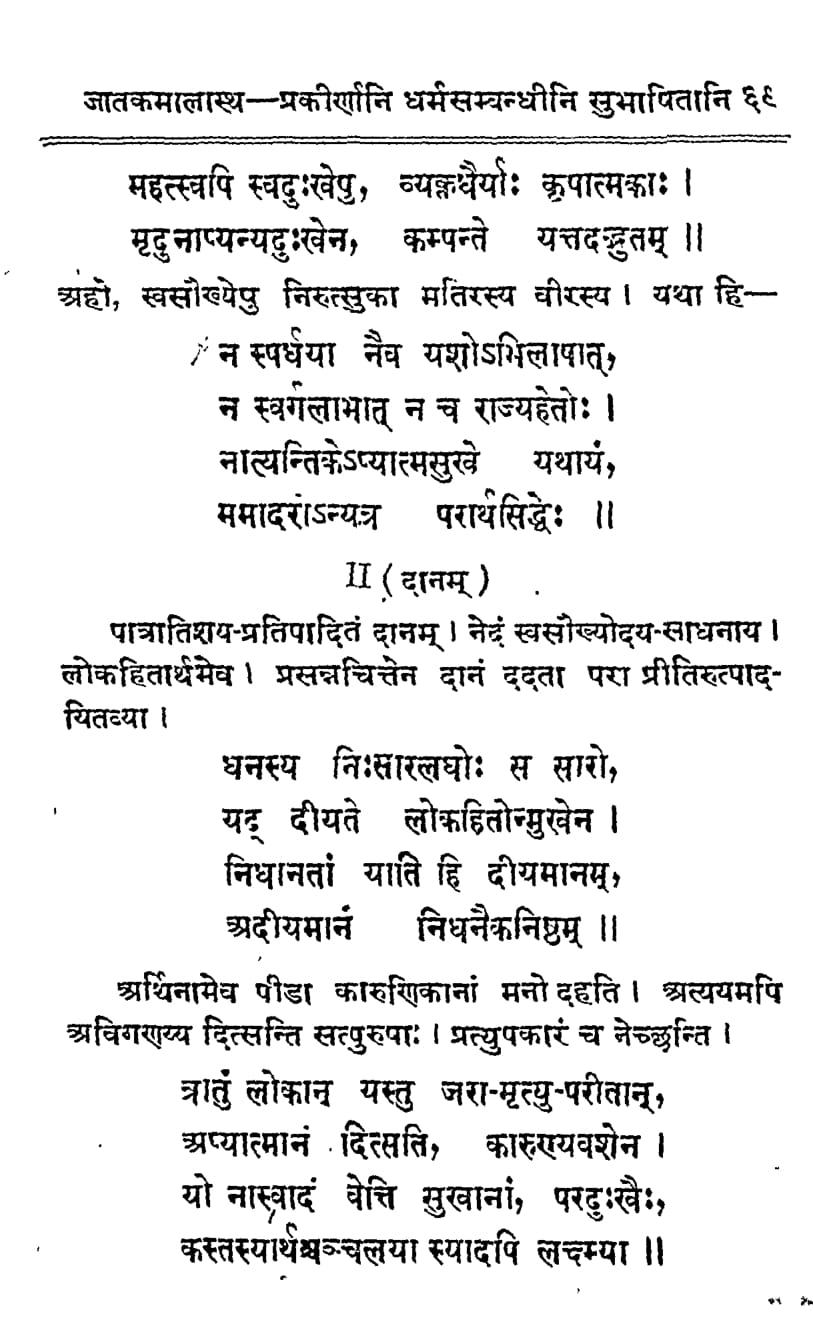 जातकमालास्थ—प्रकीर्णानि धर्मसम्बन्धीनि सुभाषितानि ६९
महत्स्वपि स्वदुःखेषु, व्यक्तधैर्याः कृपात्मकाः ।
मृदुनाप्यन्यदुःखेन, कम्पन्ते यत्तदद्भुतम् ॥
अहो, स्वसौख्येषु निरुत्सुका मतिरस्य वीरस्य । यथा हि—
न स्पर्धया नैव यशोऽभिलाषात्,
न स्वर्गलाभात् न च राज्यहेतोः ।
नात्यन्तिकेऽप्यात्मसुखे यथायं,
ममादरोऽन्यत्र परार्थसिद्धेः ॥
II ( दानम् )
पात्रातिशय-प्रतिपादितं दानम् । नेदं स्वसौख्योदय-साधनाय ।
लोकहितार्थमेव । प्रसन्नचित्तेन दानं ददता परा प्रीतिरुत्पाद-
यितव्या ।
धनस्य निःसारलघोः स सारो,
यद् दीयते लोकहितोन्मुखेन ।
निधानतां याति हि दीयमानम्,
अदीयमानं निधनैकनिष्ठम् ॥
अर्थिनामेव पीडा कारुणिकानां मनो दहति । अत्ययमपि
अविगणय्य दित्सन्ति सत्पुरुषाः । प्रत्युपकारं च नेच्छन्ति ।
त्रातुं लोकान् यस्तु जरा-मृत्यु-परीतान्,
अप्यात्मानं दित्सति, कारुण्यवशेन ।
यो नास्वादं वेत्ति सुखानां, परदुःखैः,
कस्तस्यार्थश्चञ्चलया स्यादपि लक्ष्म्या ॥